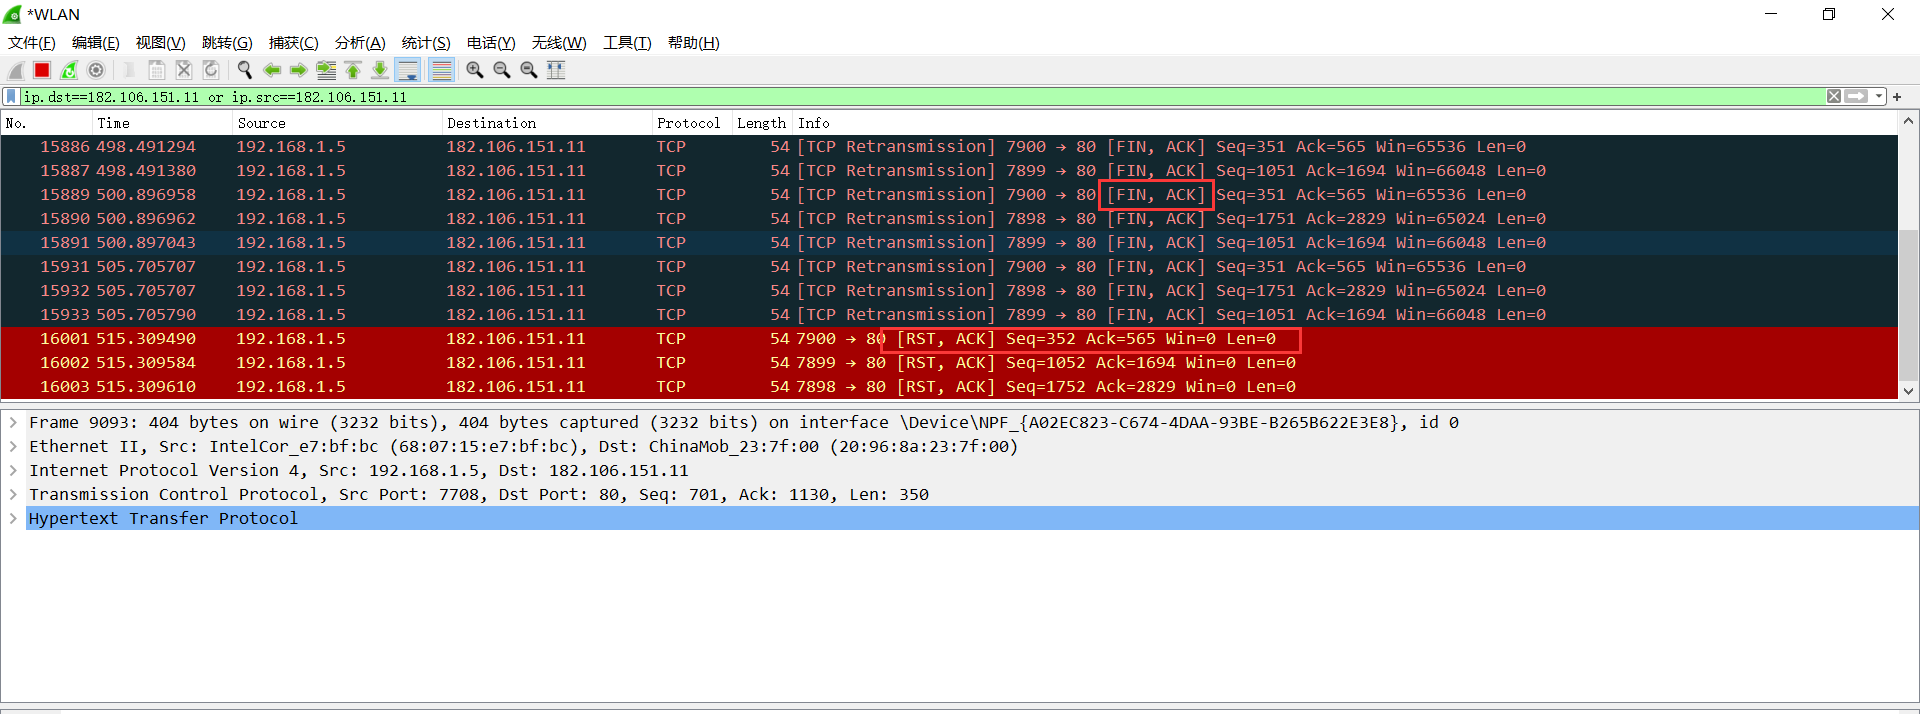 *WLAN
文件(F) 编辑(E) 视图(V) 跳转(G) 捕获(C) 分析(A) 统计(S) 电话(Y) 无线(W) 工具(T) 帮助(H)
ip.dst==182.106.151.11 or ip.src==182.106.151.11
No. Time Source Destination Protocol Length Info
15886 498.491294 192.168.1.5 182.106.151.11 TCP 54 [TCP Retransmission] 7900 → 80 [FIN, ACK] Seq=351 Ack=565 Win=65536 Len=0
15887 498.491380 192.168.1.5 182.106.151.11 TCP 54 [TCP Retransmission] 7899 → 80 [FIN, ACK] Seq=1051 Ack=1694 Win=66048 Len=0
15889 500.896958 192.168.1.5 182.106.151.11 TCP 54 [TCP Retransmission] 7900 → 80 [FIN, ACK] Seq=351 Ack=565 Win=65536 Len=0
15890 500.896962 192.168.1.5 182.106.151.11 TCP 54 [TCP Retransmission] 7898 → 80 [FIN, ACK] Seq=1751 Ack=2829 Win=65024 Len=0
15891 500.897043 192.168.1.5 182.106.151.11 TCP 54 [TCP Retransmission] 7899 → 80 [FIN, ACK] Seq=1051 Ack=1694 Win=66048 Len=0
15931 505.705707 192.168.1.5 182.106.151.11 TCP 54 [TCP Retransmission] 7900 → 80 [FIN, ACK] Seq=351 Ack=565 Win=65536 Len=0
15932 505.705707 192.168.1.5 182.106.151.11 TCP 54 [TCP Retransmission] 7898 → 80 [FIN, ACK] Seq=1751 Ack=2829 Win=65024 Len=0
15933 505.705790 192.168.1.5 182.106.151.11 TCP 54 [TCP Retransmission] 7899 → 80 [FIN, ACK] Seq=1051 Ack=1694 Win=66048 Len=0
16001 515.309490 192.168.1.5 182.106.151.11 TCP 54 7900 → 80 [RST, ACK] Seq=352 Ack=565 Win=0 Len=0
16002 515.309584 192.168.1.5 182.106.151.11 TCP 54 7899 → 80 [RST, ACK] Seq=1052 Ack=1694 Win=0 Len=0
16003 515.309610 192.168.1.5 182.106.151.11 TCP 54 7898 → 80 [RST, ACK] Seq=1752 Ack=2829 Win=0 Len=0
Frame 9093: 404 bytes on wire (3232 bits), 404 bytes captured (3232 bits) on interface \Device\NPF_{A02EC823-C674-4DAA-93BE-B265B622E3E8}, id 0
Ethernet II, Src: IntelCor_e7:bf:bc (68:07:15:e7:bf:bc), Dst: ChinaMob_23:7f:00 (20:96:8a:23:7f:00)
Internet Protocol Version 4, Src: 192.168.1.5, Dst: 182.106.151.11
Transmission Control Protocol, Src Port: 7708, Dst Port: 80, Seq: 701, Ack: 1130, Len: 350
Hypertext Transfer Protocol